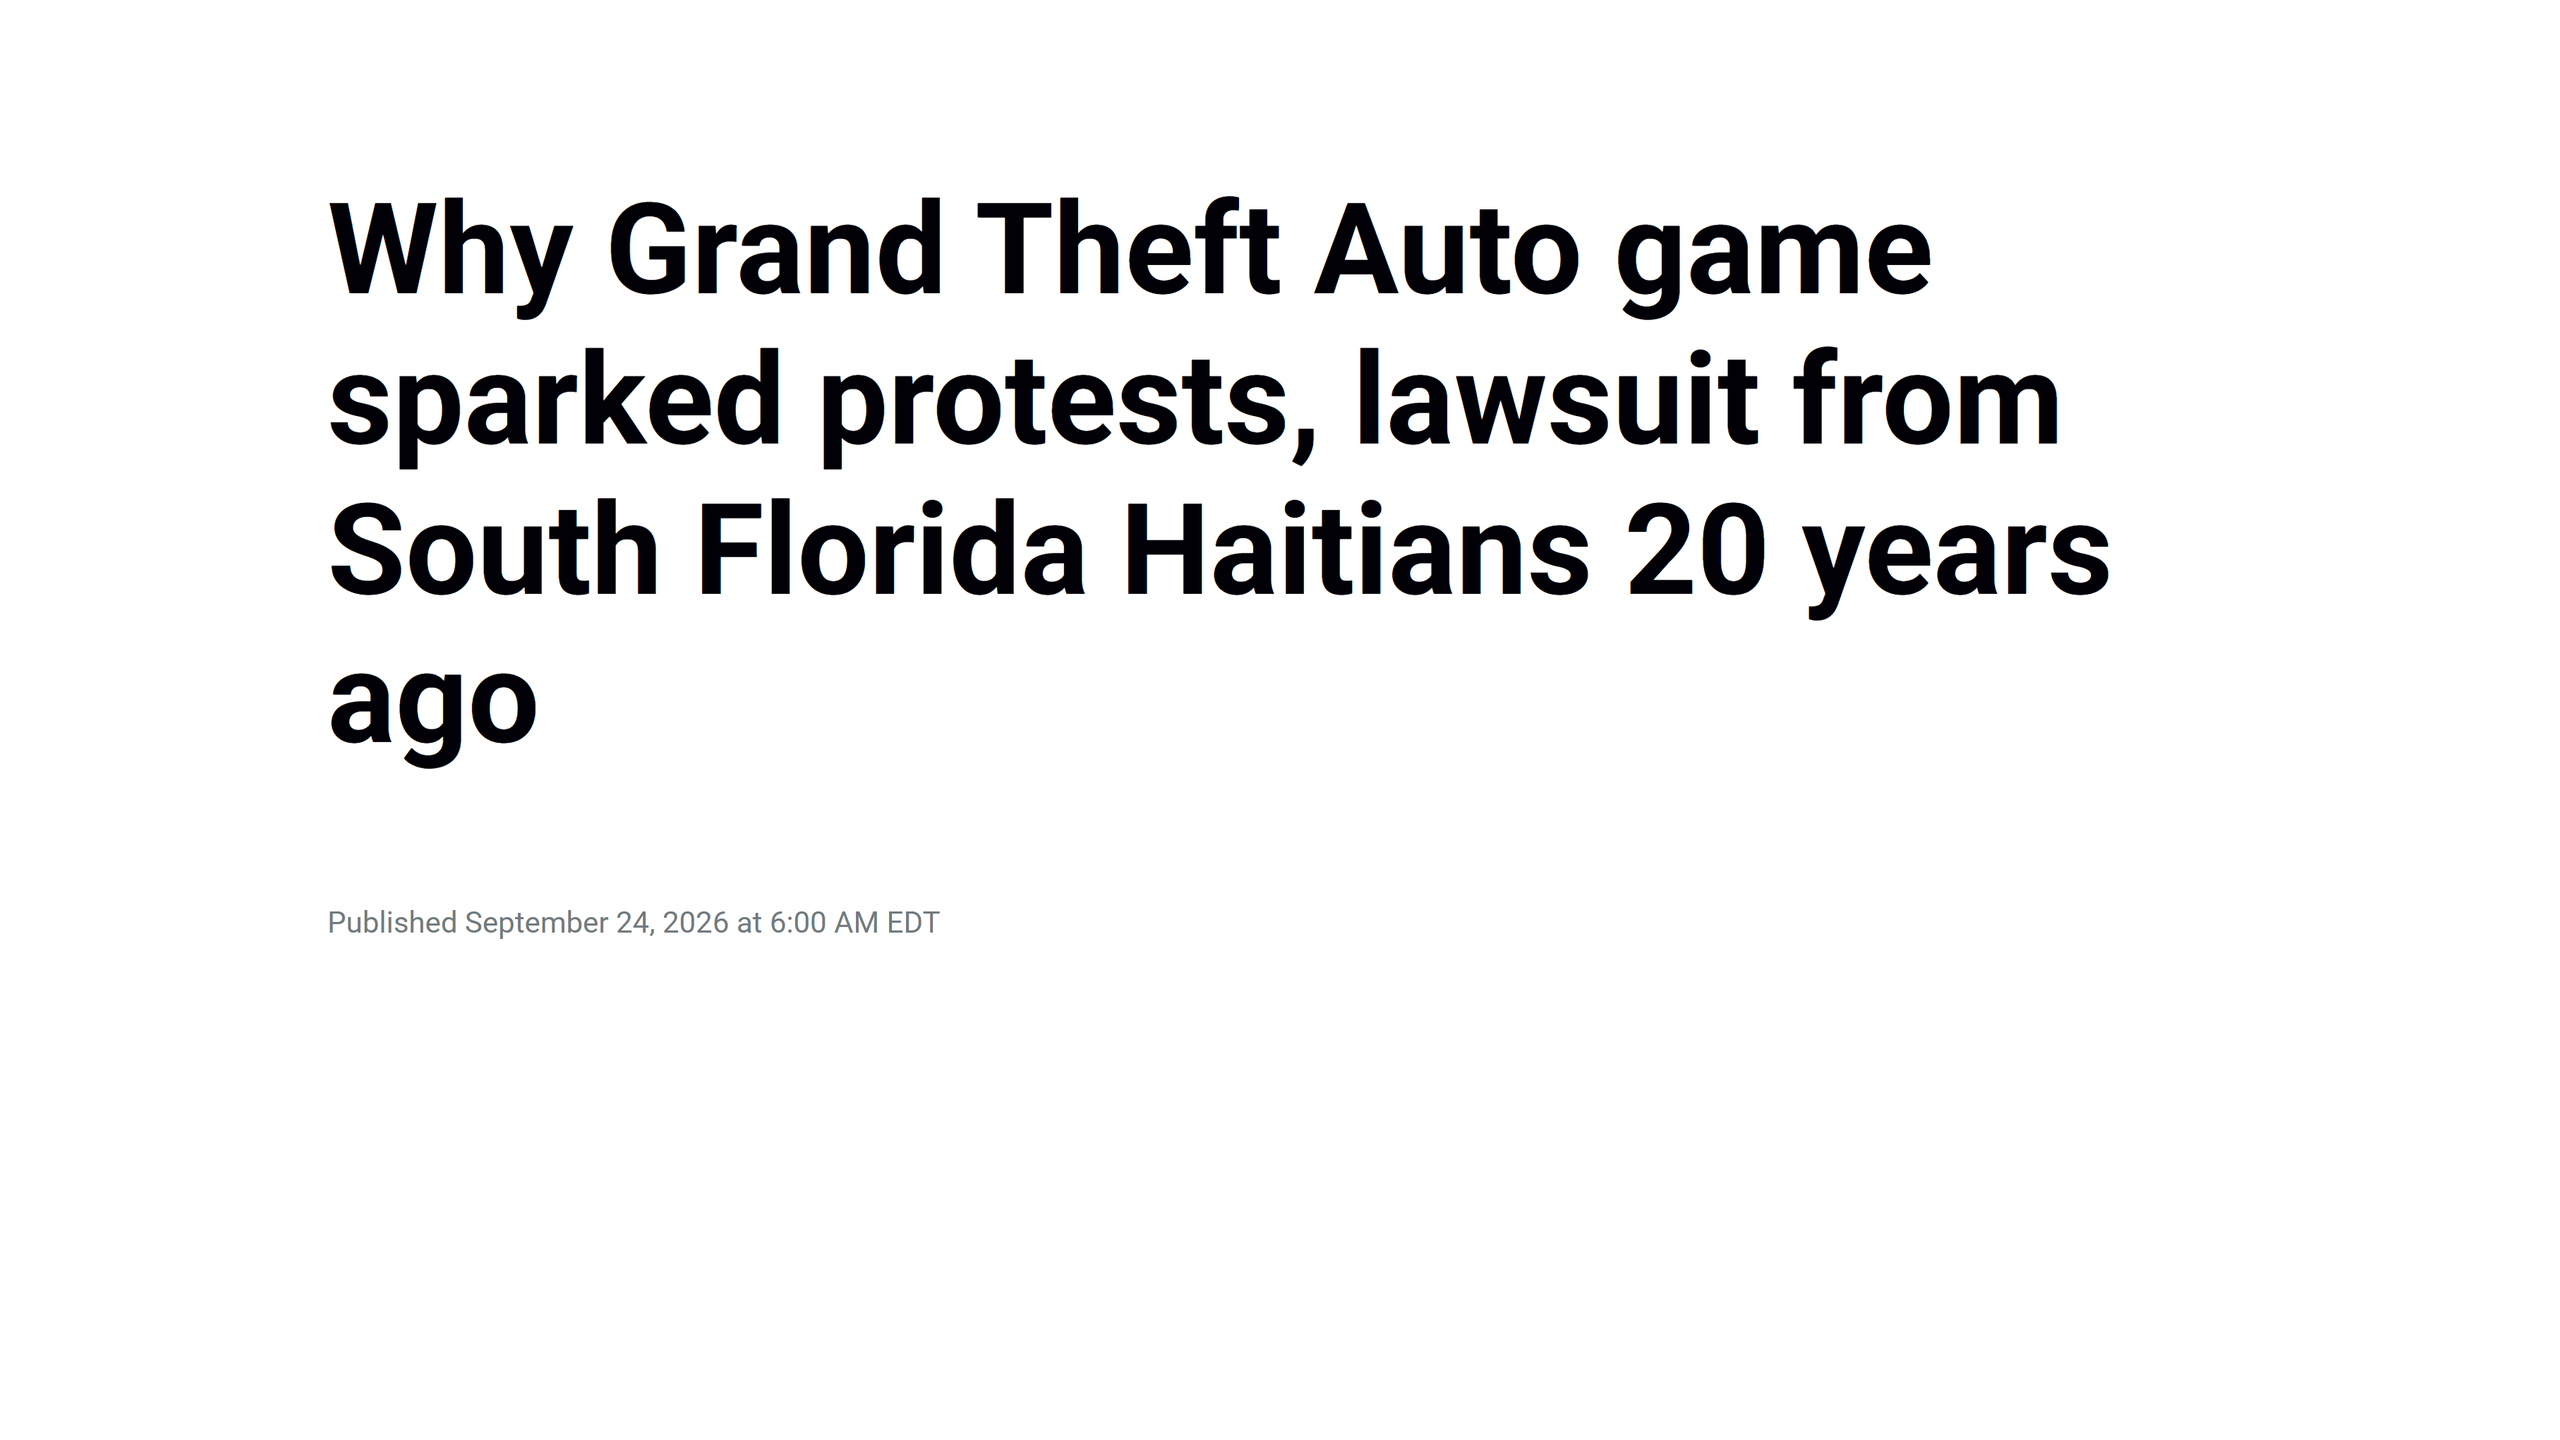 Why Grand Theft Auto game
sparked protests, lawsuit from
South Florida Haitians 20 years
ago
Published September 24, 2026 at 6:00 AM EDT